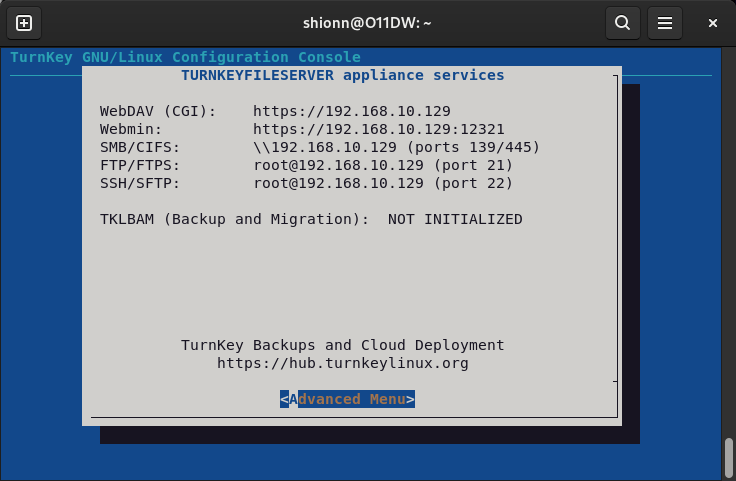 shionn@O11DW: ~
TurnKey GNU/Linux Configuration Console
TURNKEYFILESERVER appliance services
WebDAV (CGI): https://192.168.10.129
Webmin: https://192.168.10.129:12321
SMB/CIFS: \\192.168.10.129 (ports 139/445)
FTP/FTPS: root@192.168.10.129 (port 21)
SSH/SFTP: root@192.168.10.129 (port 22)
TKLBAM (Backup and Migration): NOT INITIALIZED
TurnKey Backups and Cloud Deployment
https://hub.turnkeylinux.org
<Advanced Menu>